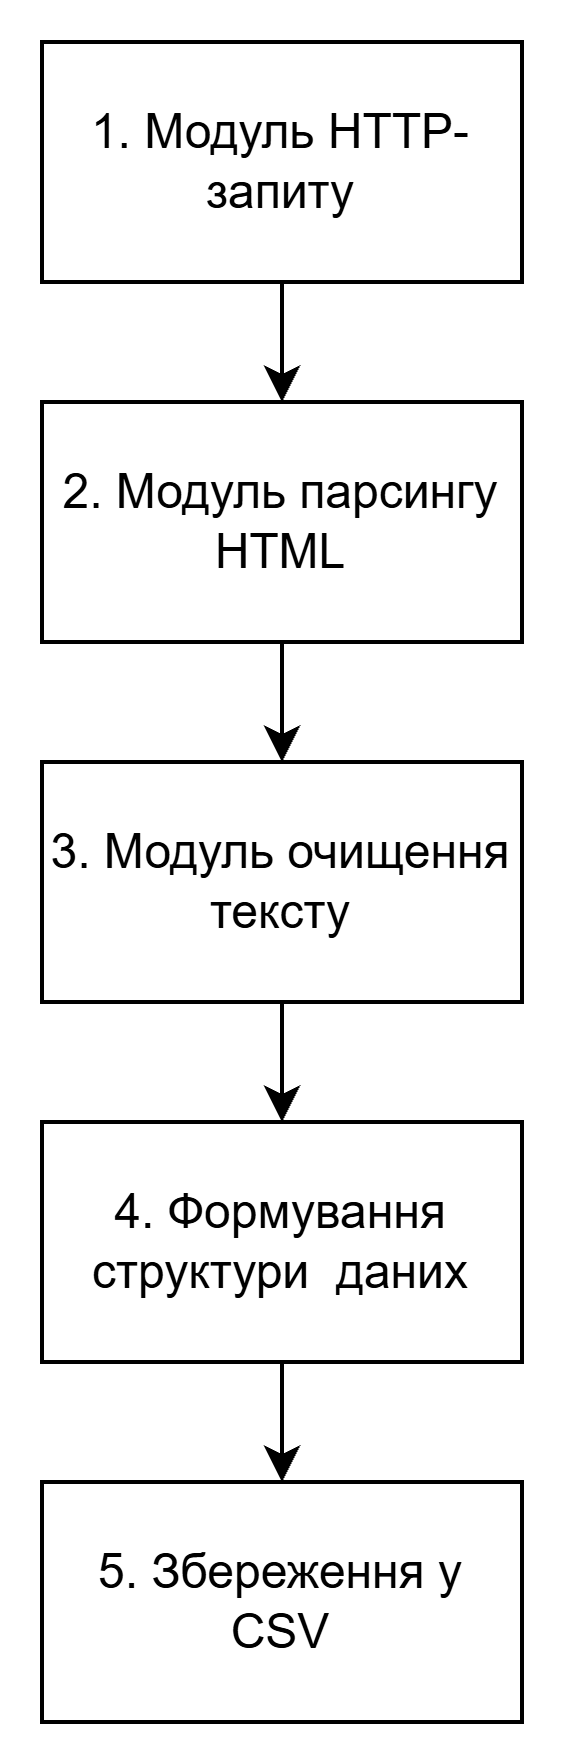 1. Модуль HTTP-
запиту
2. Модуль парсингу
HTML
3. Модуль очищення
тексту
4. Формування
структури  даних
5. Збереження у
CSV